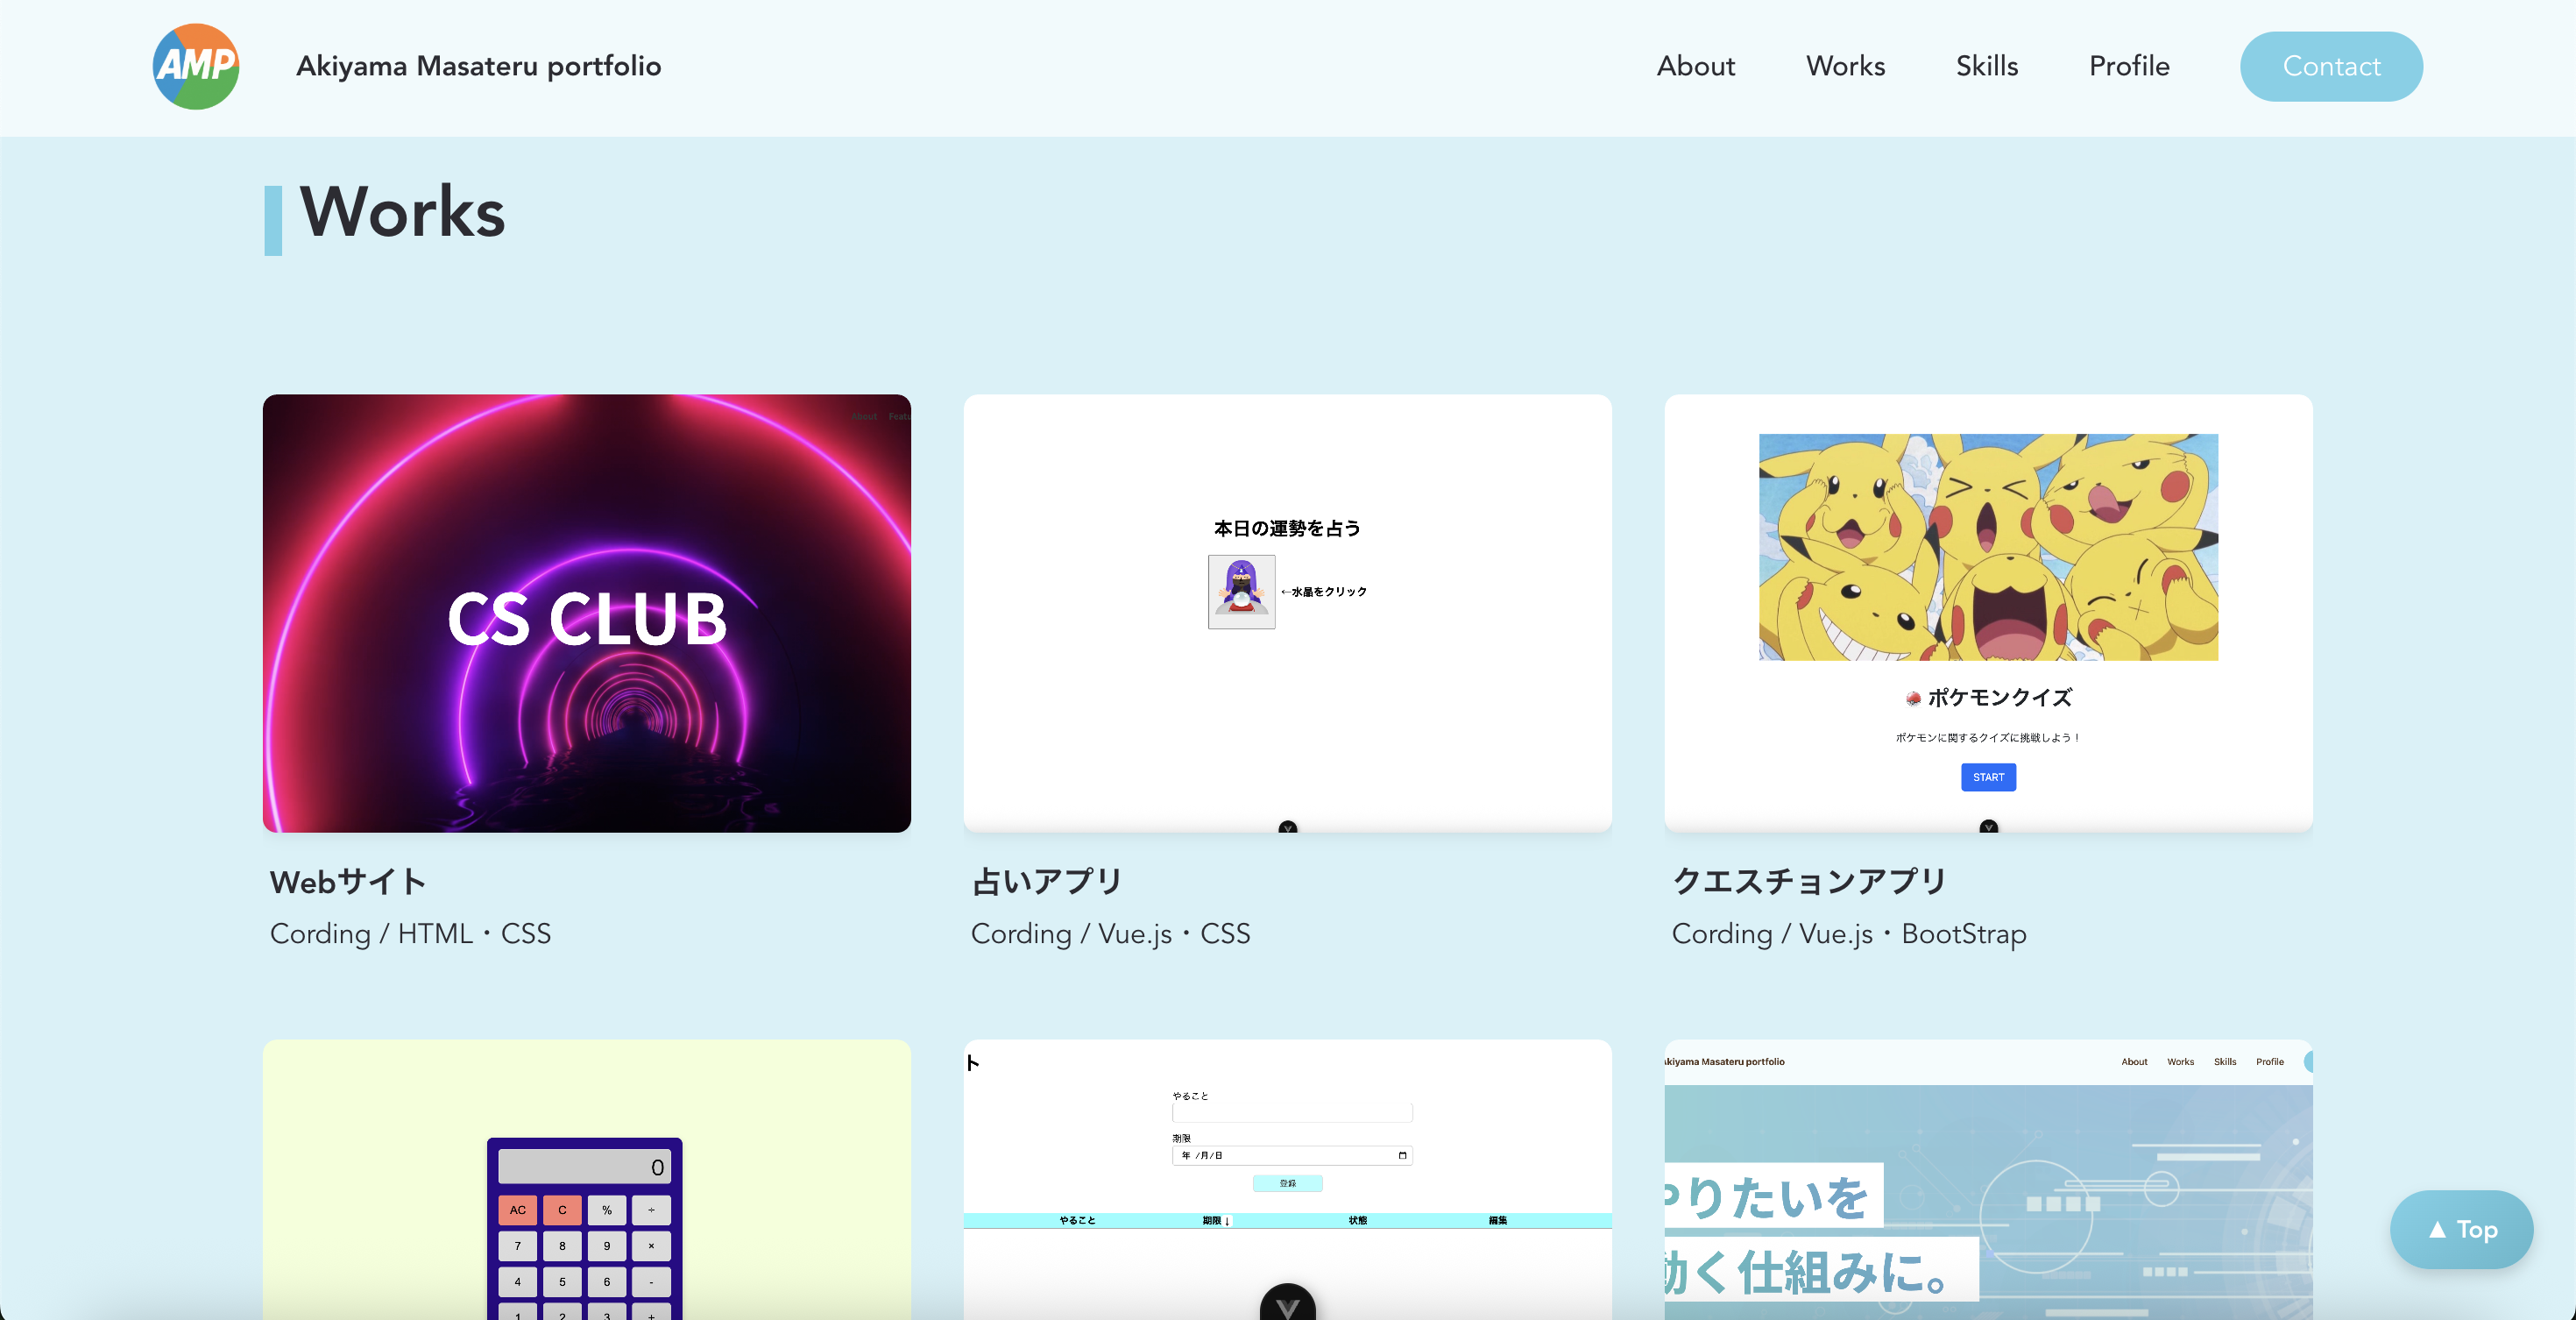 AMP
Akiyama Masateru portfolio
About Works Skills Profile Contact
Works
About
CS CLUB
本日の運勢を占う
←水晶をクリック
ポケモンクイズ
ポケモンに関するクイズに挑戦しよう！
START
Webサイト
Cording / HTML・CSS
占いアプリ
Cording / Vue.js・CSS
クエスチョンアプリ
Cording / Vue.js・BootStrap
0
AC C % ÷
7 8 9 ×
4 5 6 -
1 2 3 +
ト
やること
期限
年 /月/日
登録
やること 期限 ↓ 状態 編集
Akiyama Masateru portfolio
About Works Skills Profile
やりたいを
動く仕組みに。
▲ Top